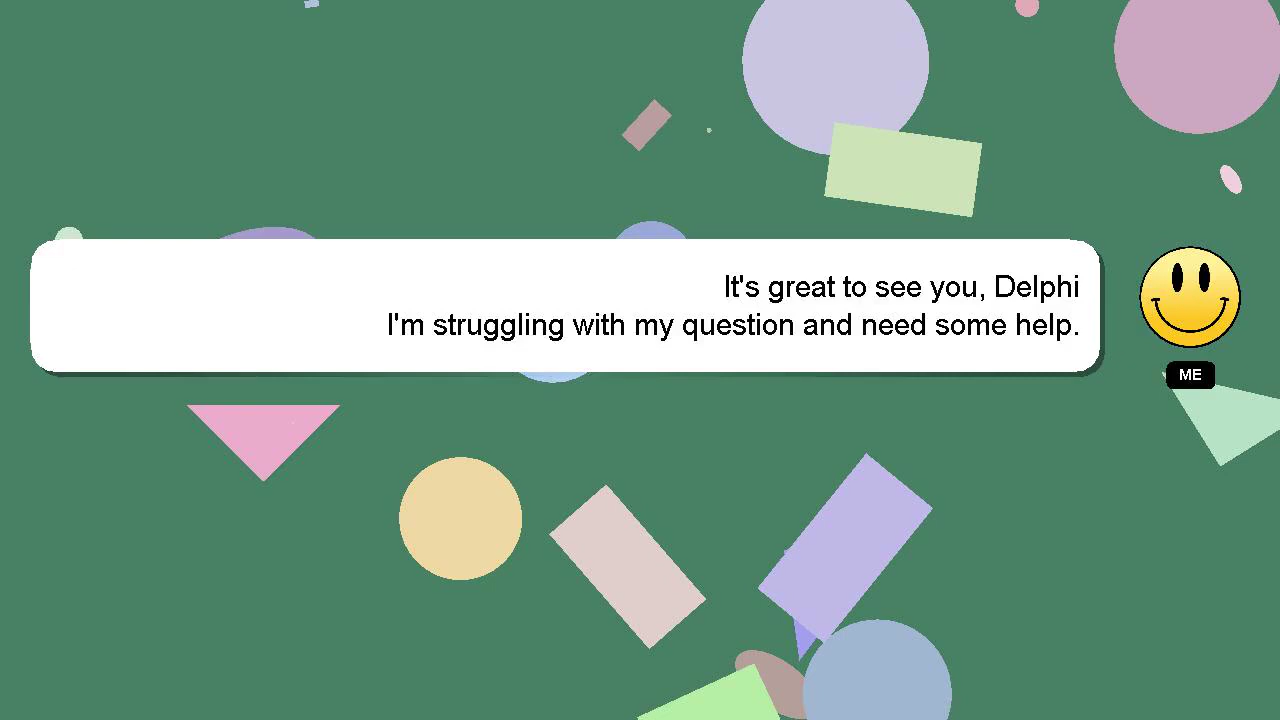 It's great to see you, Delphi
I'm struggling with my question and need some help.
ME